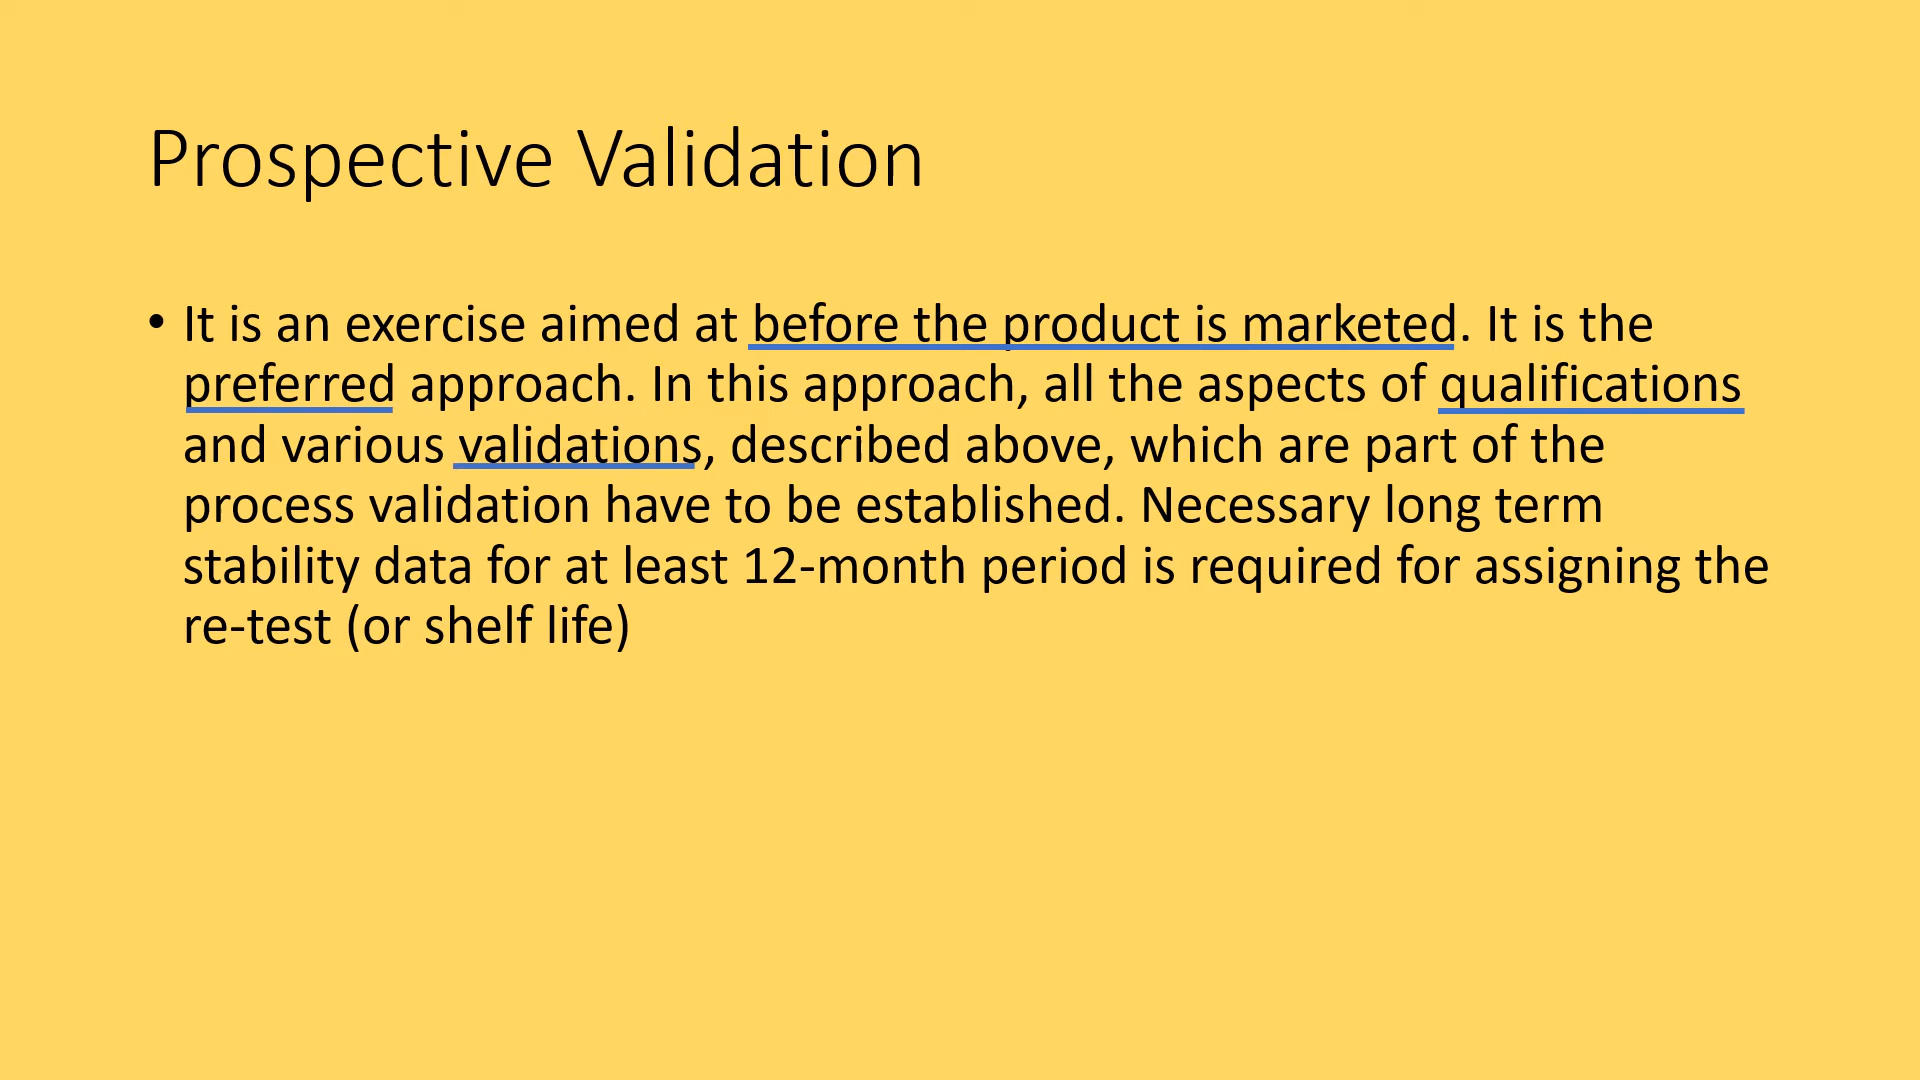 Prospective Validation
• It is an exercise aimed at before the product is marketed. It is the
preferred approach. In this approach, all the aspects of qualifications
and various validations, described above, which are part of the
process validation have to be established. Necessary long term
stability data for at least 12-month period is required for assigning the
re-test (or shelf life)